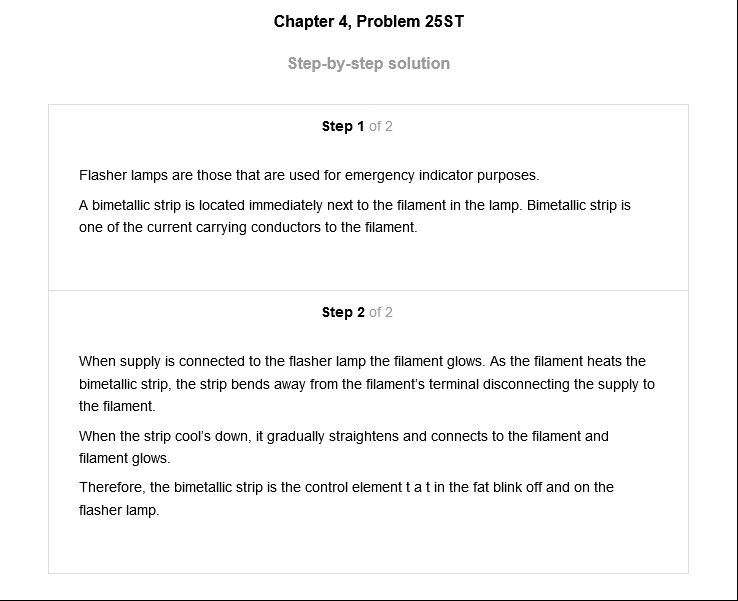 Chapter 4, Problem 25ST
Step-by-step solution
Step 1 of 2
Flasher lamps are those that are used for emergency indicator purposes.
A bimetallic strip is located immediately next to the filament in the lamp. Bimetallic strip is
one of the current carrying conductors to the filament.
Step 2 of 2
When supply is connected to the flasher lamp the filament glows. As the filament heats the
bimetallic strip, the strip bends away from the filament's terminal disconnecting the supply to
the filament.
When the strip cool's down, it gradually straightens and connects to the filament and
filament glows.
Therefore, the bimetallic strip is the control element t a t in the fat blink off and on the
flasher lamp.